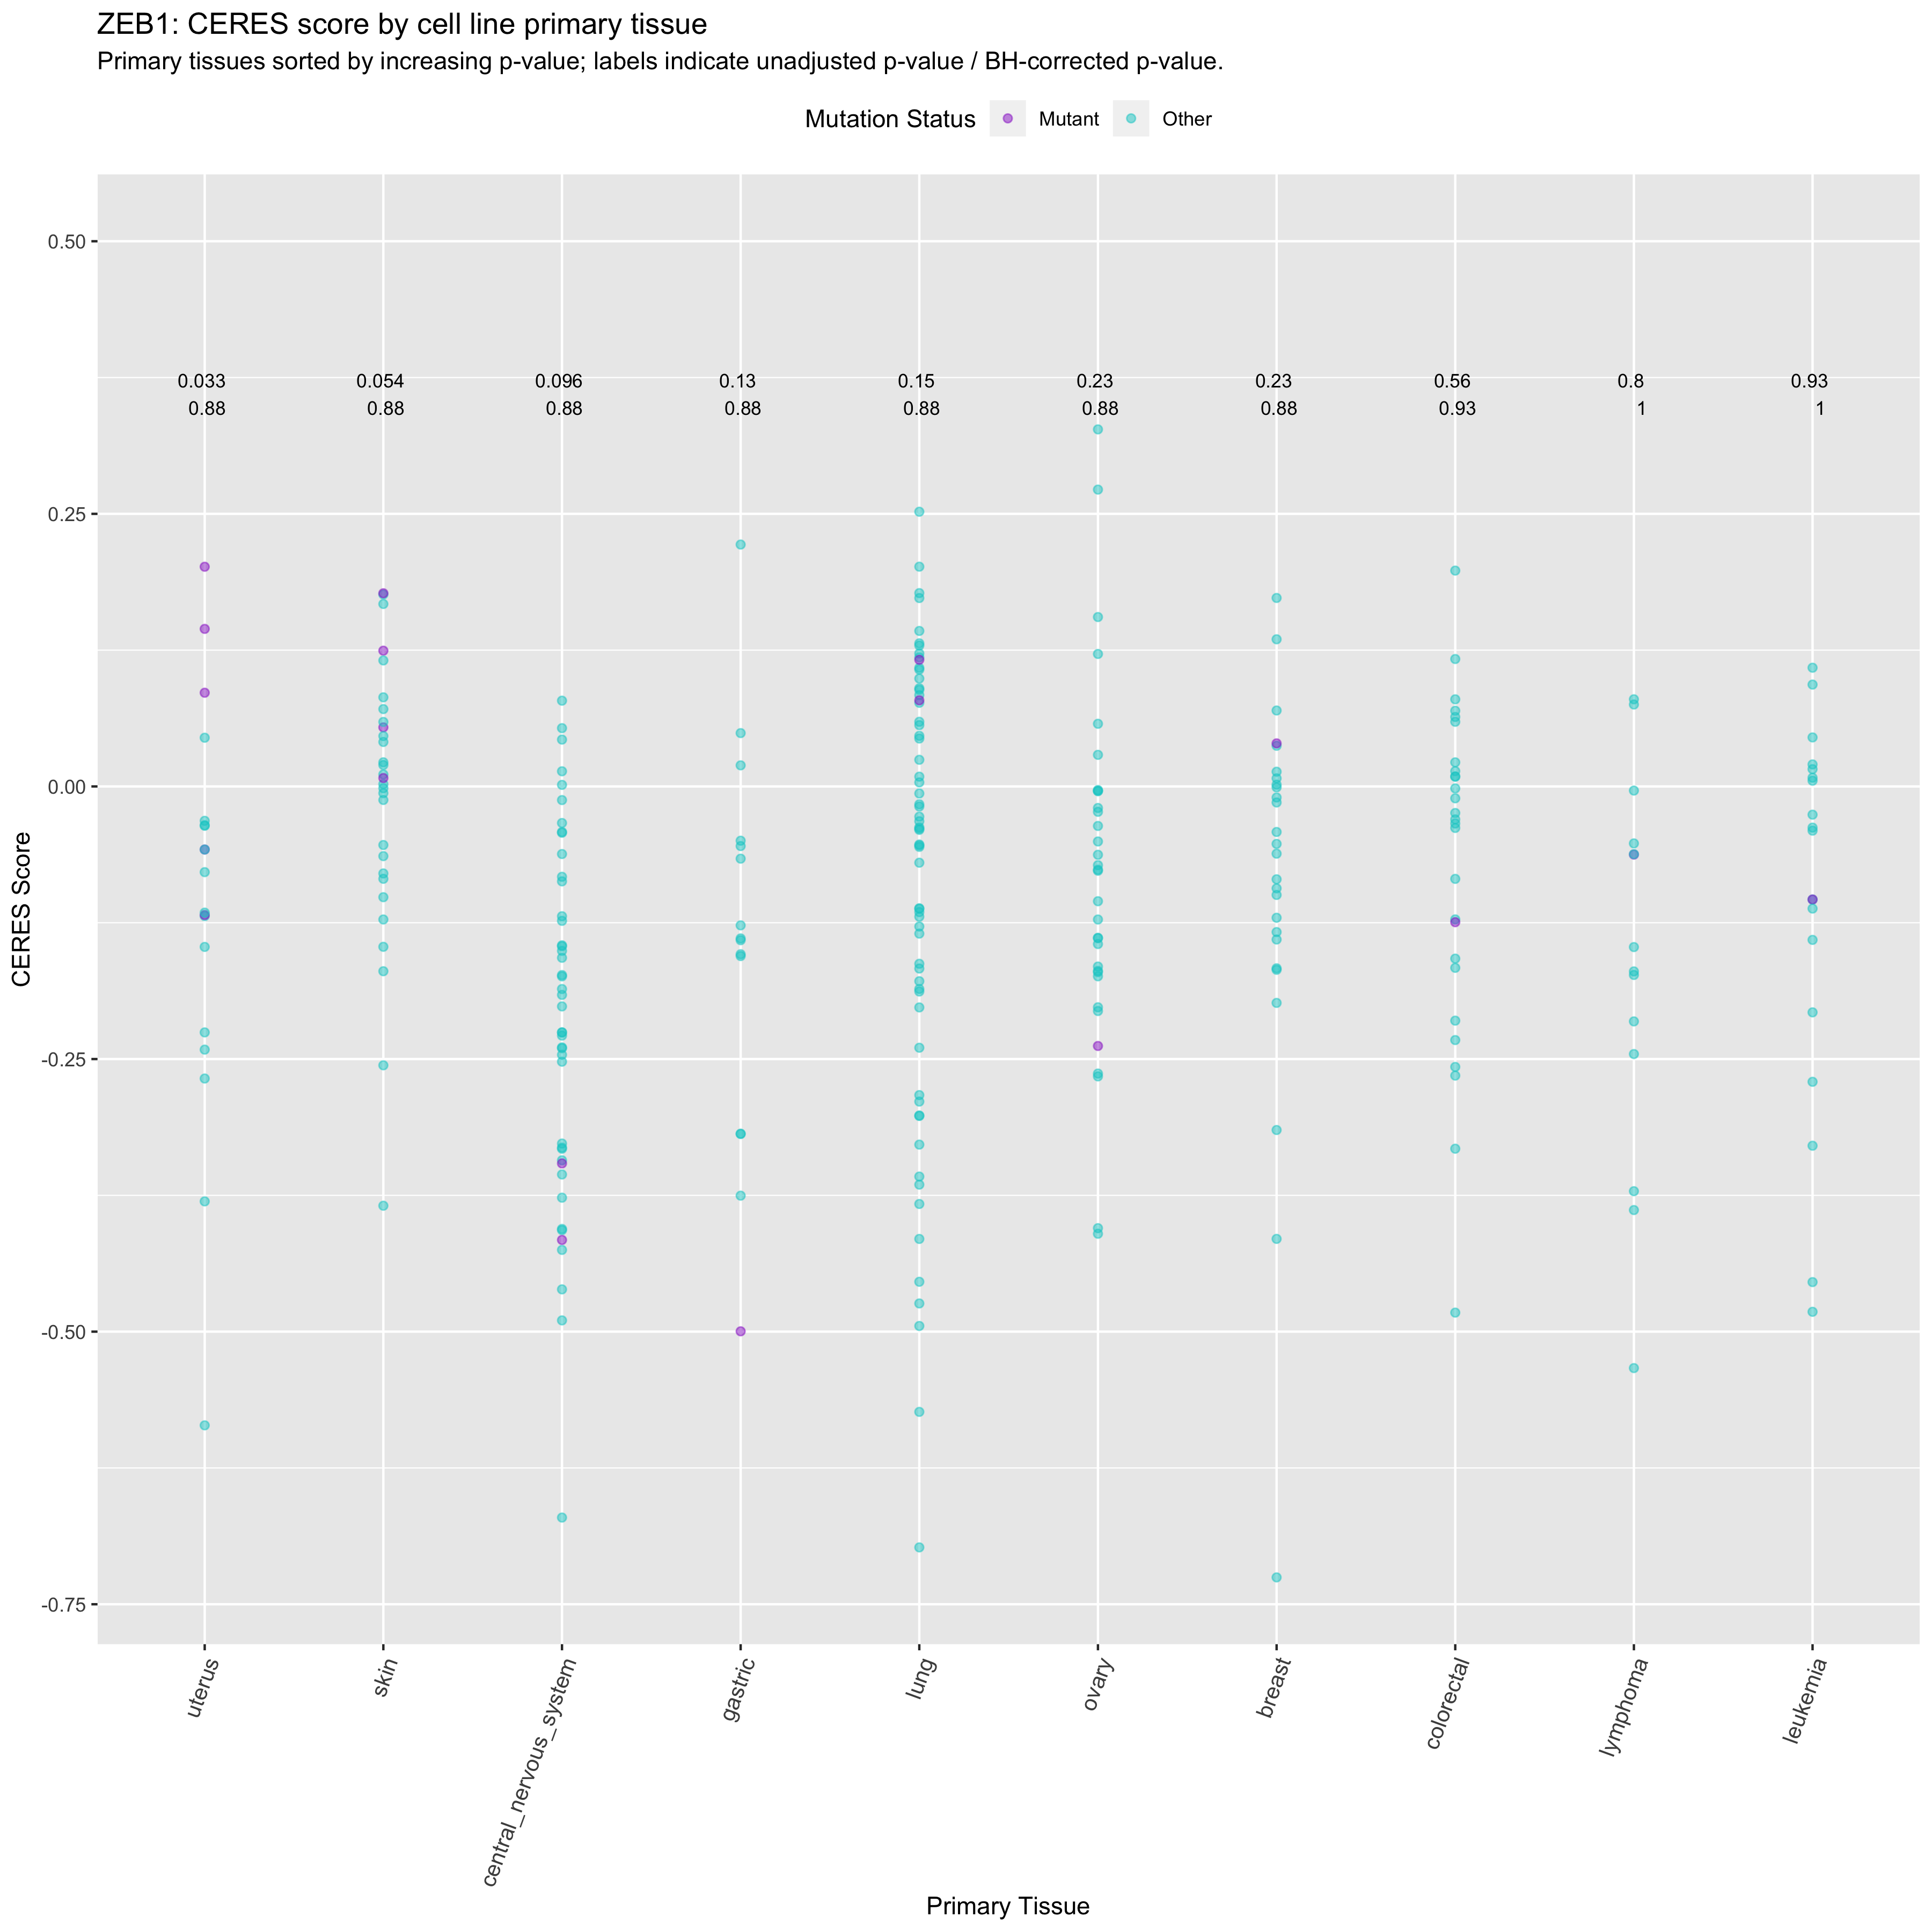 ZEB1: CERES score by cell line primary tissue
Primary tissues sorted by increasing p-value; labels indicate unadjusted p-value / BH-corrected p-value.
Mutation Status Mutant Other
0.50
0.033 0.054 0.096 0.13 0.15 0.23 0.23 0.56 0.8 0.93
0.88 0.88 0.88 0.88 0.88 0.88 0.88 0.93 1 1
0.25
0.00
-0.25
-0.50
-0.75
CERES Score
uterus
skin
central_nervous_system
gastric
lung
ovary
breast
colorectal
lymphoma
leukemia
Primary Tissue